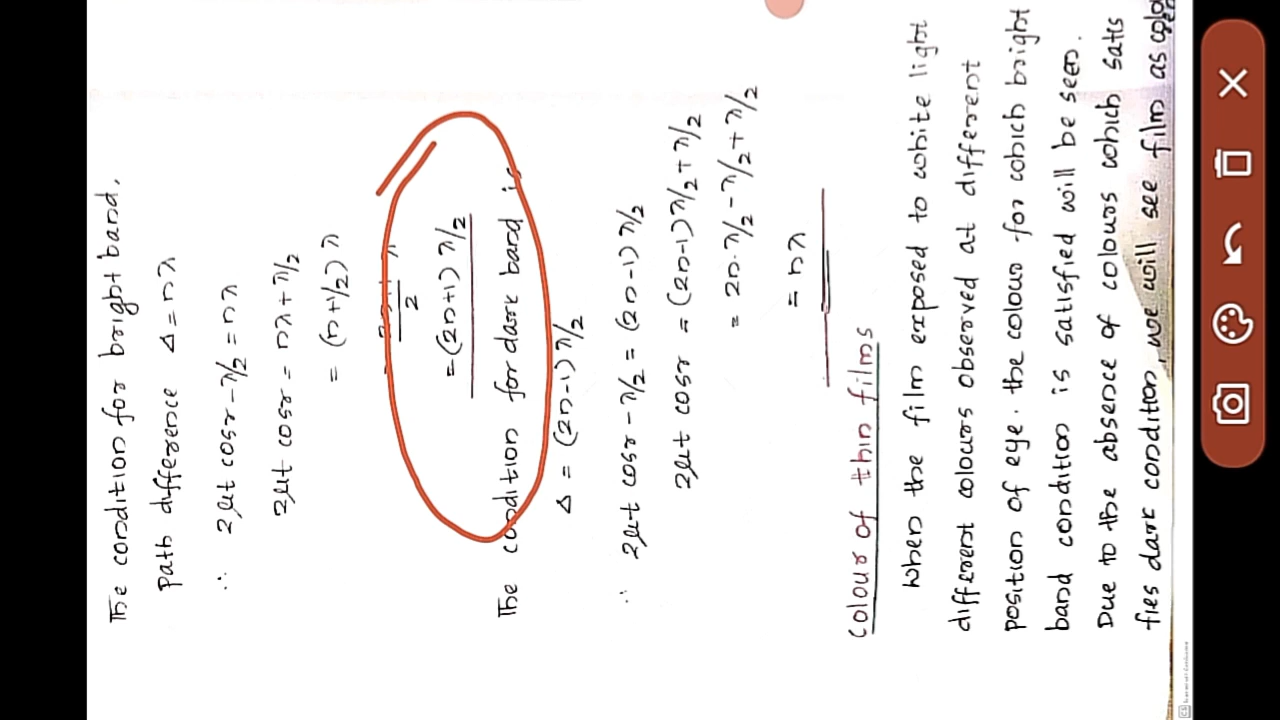 The condition for bright band,
path difference Δ = nλ
∴ 2μt cosr - λ/2 = nλ
2μt cosr = nλ + λ/2
= (n+1/2) λ
= (2n+1) λ/2
The condition for dark band is
Δ = (2n-1) λ/2
∴ 2μt cosr - λ/2 = (2n-1) λ/2
2μt cosr = (2n-1) λ/2 + λ/2
= 2n·λ/2 - λ/2 + λ/2
= nλ
Colour of thin films
When the film exposed to white light
different colours observed at different
position of eye. the colour for which bright
band condition is satisfied will be seen.
Due to the absence of colours which satis
fies dark condition, we will see film as